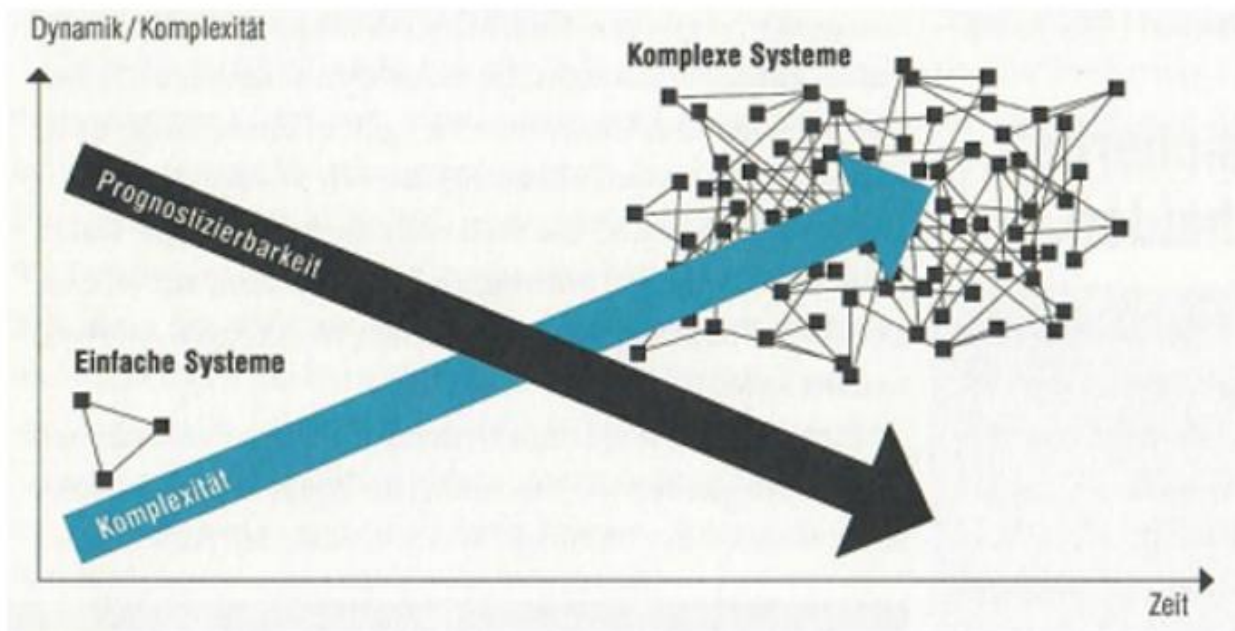 Dynamik/Komplexität
Komplexe Systeme
Prognostizierbarkeit
Einfache Systeme
Komplexität
Zeit